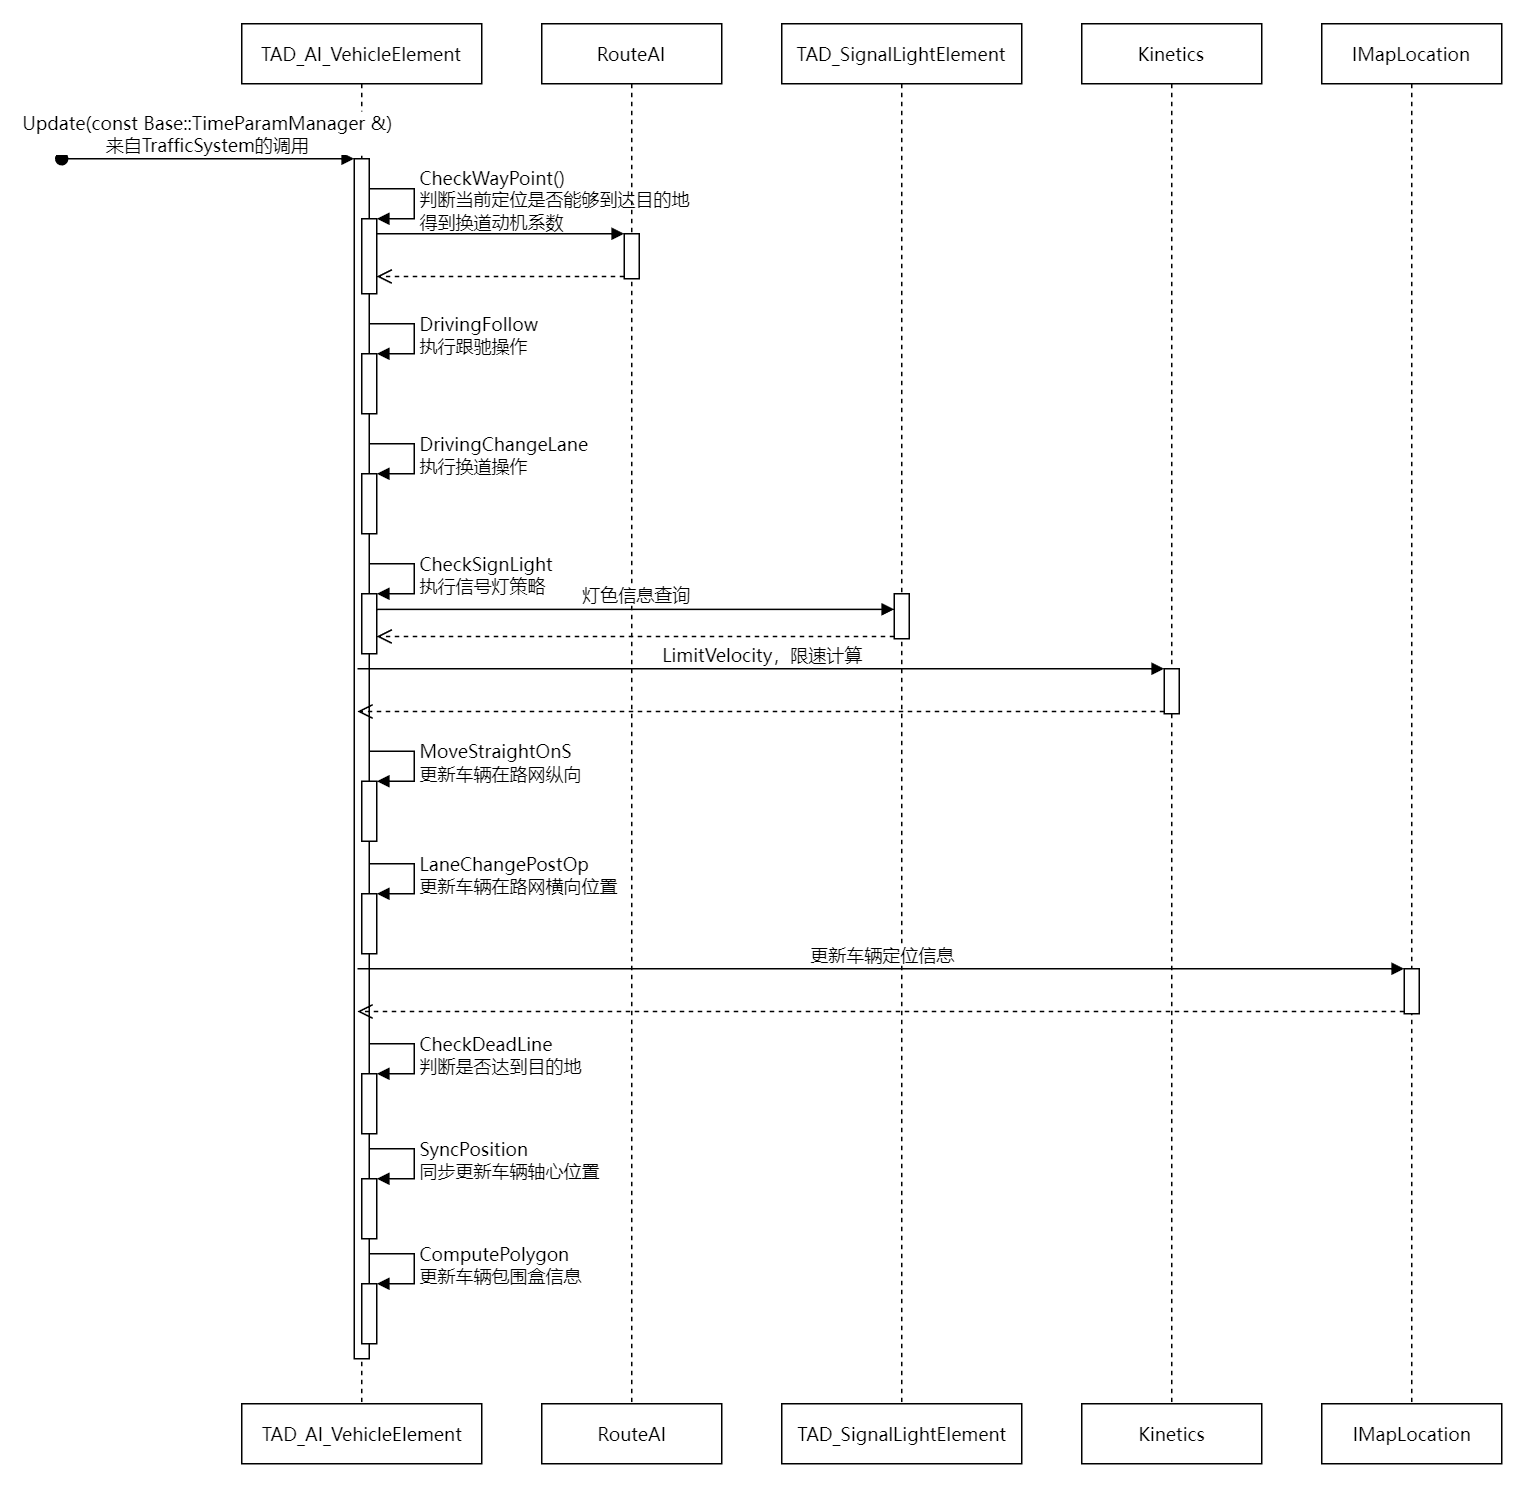 TAD_AI_VehicleElement
RouteAI
TAD_SignalLightElement
Kinetics
IMapLocation
Update(const Base::TimeParamManager &)
来自TrafficSystem的调用
CheckWayPoint()
判断当前定位是否能够到达目的地
得到换道动机系数
DrivingFollow
执行跟驰操作
DrivingChangeLane
执行换道操作
CheckSignLight
执行信号灯策略
灯色信息查询
LimitVelocity，限速计算
MoveStraightOnS
更新车辆在路网纵向
LaneChangePostOp
更新车辆在路网横向位置
更新车辆定位信息
CheckDeadLine
判断是否达到目的地
SyncPosition
同步更新车辆轴心位置
ComputePolygon
更新车辆包围盒信息
TAD_AI_VehicleElement
RouteAI
TAD_SignalLightElement
Kinetics
IMapLocation